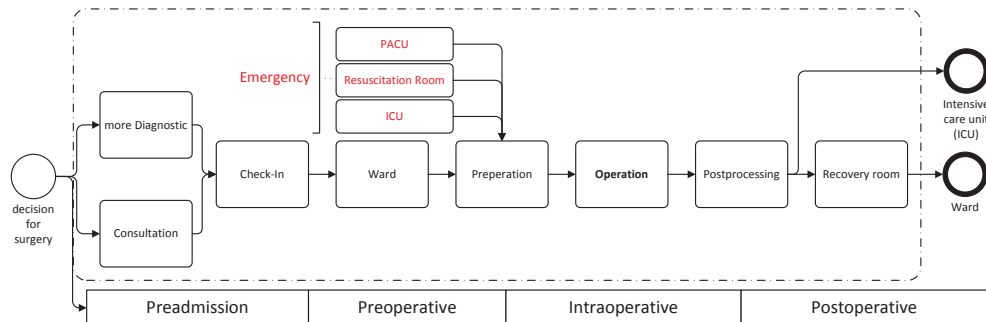 PACU
Emergency
Resuscitation Room
ICU
more Diagnostic
Consultation
Check-In
Ward
Preperation
Operation
Postprocessing
Recovery room
decision
for
surgery
Intensive
care unit
(ICU)
Ward
Preadmission
Preoperative
Intraoperative
Postoperative